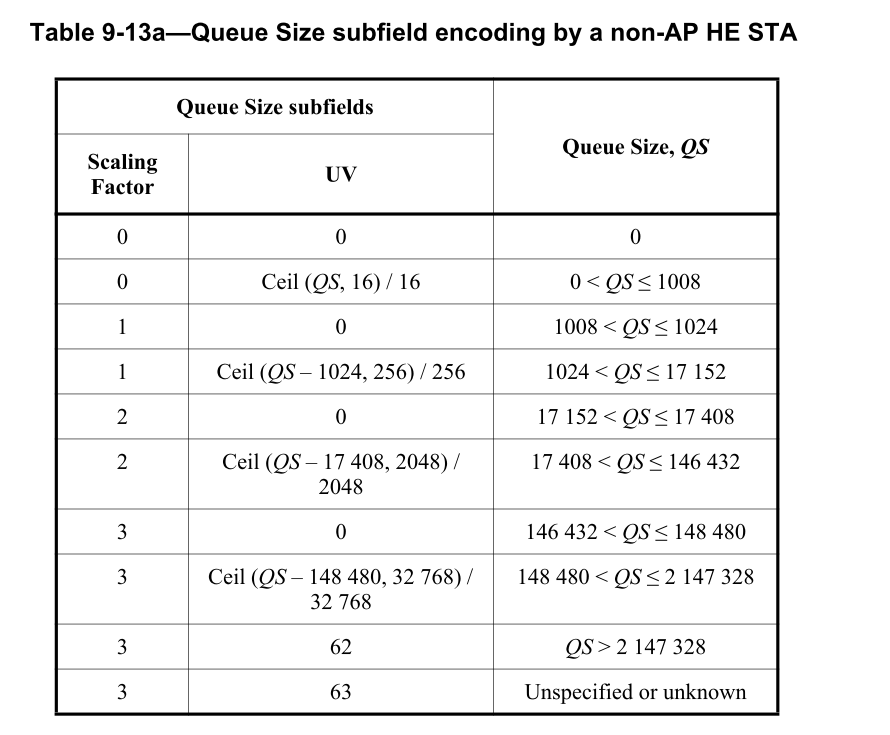 Table 9-13a—Queue Size subfield encoding by a non-AP HE STA
Queue Size subfields
Queue Size, QS
Scaling
Factor
UV
0 0 0
0 Ceil (QS, 16) / 16 0 < QS ≤ 1008
1 0 1008 < QS ≤ 1024
1 Ceil (QS – 1024, 256) / 256 1024 < QS ≤ 17 152
2 0 17 152 < QS ≤ 17 408
2 Ceil (QS – 17 408, 2048) / 17 408 < QS ≤ 146 432
2048
3 0 146 432 < QS ≤ 148 480
3 Ceil (QS – 148 480, 32 768) / 148 480 < QS ≤ 2 147 328
32 768
3 62 QS > 2 147 328
3 63 Unspecified or unknown